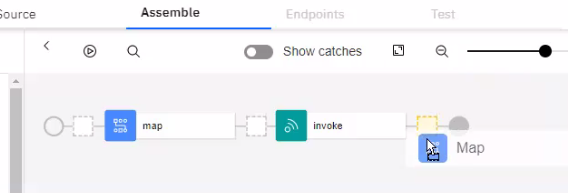 Source Assemble Endpoints Test
Show catches
map invoke
Map